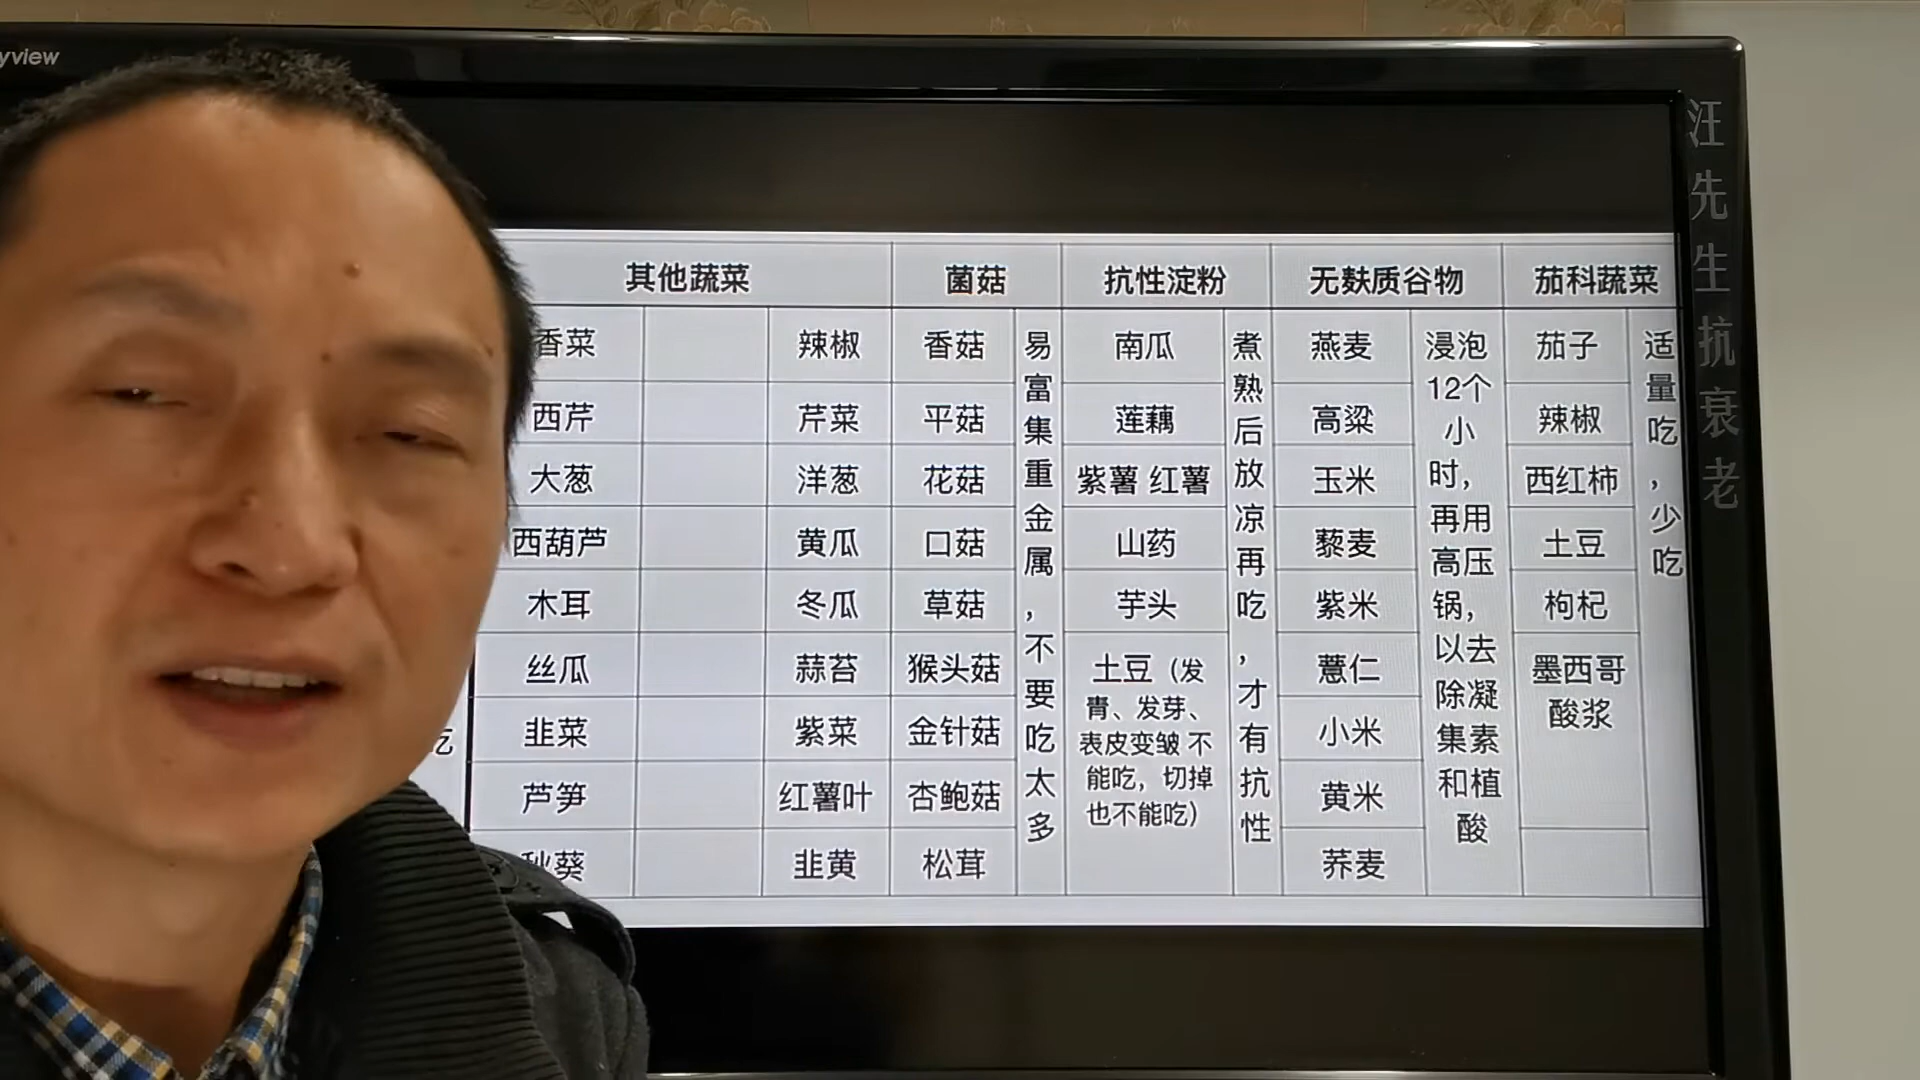 yview
其他蔬菜 菌菇 抗性淀粉 无麸质谷物 茄科蔬菜
香菜 辣椒 香菇 南瓜 燕麦 茄子
西芹 芹菜 平菇 莲藕 高粱 辣椒
大葱 洋葱 花菇 紫薯 红薯 玉米 西红柿
西葫芦 黄瓜 口菇 山药 藜麦 土豆
木耳 冬瓜 草菇 芋头 紫米 枸杞
丝瓜 蒜苔 猴头菇 土豆（发 薏仁 墨西哥
青、发芽、 酸浆
韭菜 紫菜 金针菇 表皮变皱 不 小米
能吃，切掉
芦笋 红薯叶 杏鲍菇 也不能吃） 黄米
秋葵 韭黄 松茸 荞麦
易富集重金属，不要吃太多
煮熟后放凉再吃，才有抗性
浸泡
12个
小
时，
再用
高压
锅，
以去
除凝
集素
和植
酸
适量吃，少吃
吃
汪先生抗衰老